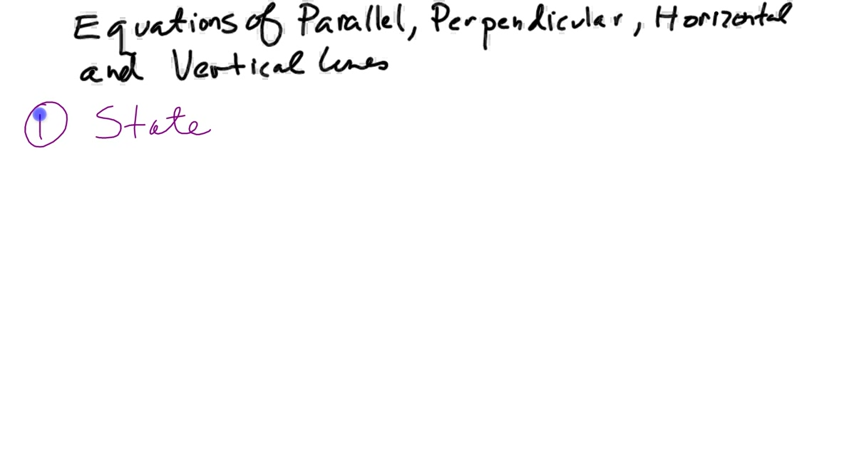 Equations of Parallel, Perpendicular, Horizontal
and Vertical lines
① State